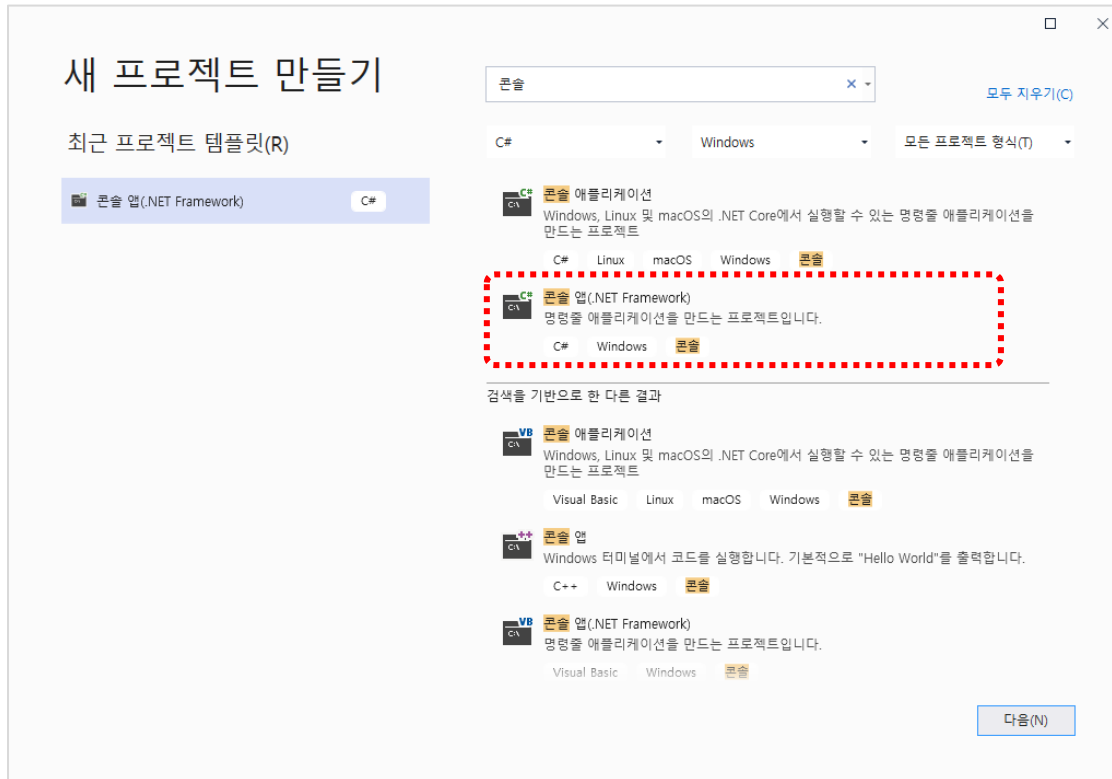 새 프로젝트 만들기
콘솔
모두 지우기(C)
최근 프로젝트 템플릿(R)
C#
Windows
모든 프로젝트 형식(T)
콘솔 앱(.NET Framework)
C#
C#
C:\
콘솔 애플리케이션
Windows, Linux 및 macOS의 .NET Core에서 실행할 수 있는 명령줄 애플리케이션을
만드는 프로젝트
C# Linux macOS Windows 콘솔
C#
C:\
콘솔 앱(.NET Framework)
명령줄 애플리케이션을 만드는 프로젝트입니다.
C# Windows 콘솔
검색을 기반으로 한 다른 결과
VB
C:\
콘솔 애플리케이션
Windows, Linux 및 macOS의 .NET Core에서 실행할 수 있는 명령줄 애플리케이션을
만드는 프로젝트
Visual Basic Linux macOS Windows 콘솔
++
C:\
콘솔 앱
Windows 터미널에서 코드를 실행합니다. 기본적으로 "Hello World"를 출력합니다.
C++ Windows 콘솔
VB
C:\
콘솔 앱(.NET Framework)
명령줄 애플리케이션을 만드는 프로젝트입니다.
Visual Basic Windows 콘솔
다음(N)